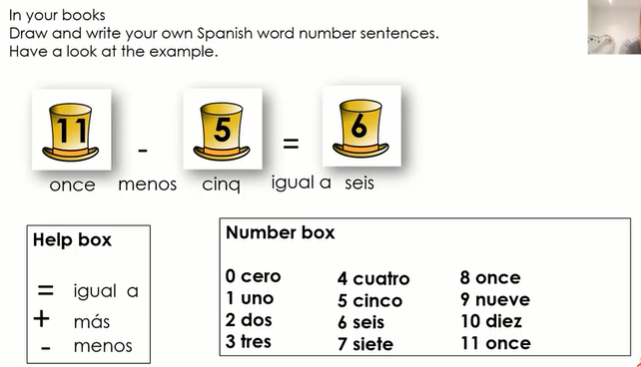 In your books
Draw and write your own Spanish word number sentences.
Have a look at the example.
11 - 5 = 6
once menos cinq igual a seis
Help box
= igual a
+ más
- menos
Number box
0 cero 4 cuatro 8 once
1 uno 5 cinco 9 nueve
2 dos 6 seis 10 diez
3 tres 7 siete 11 once